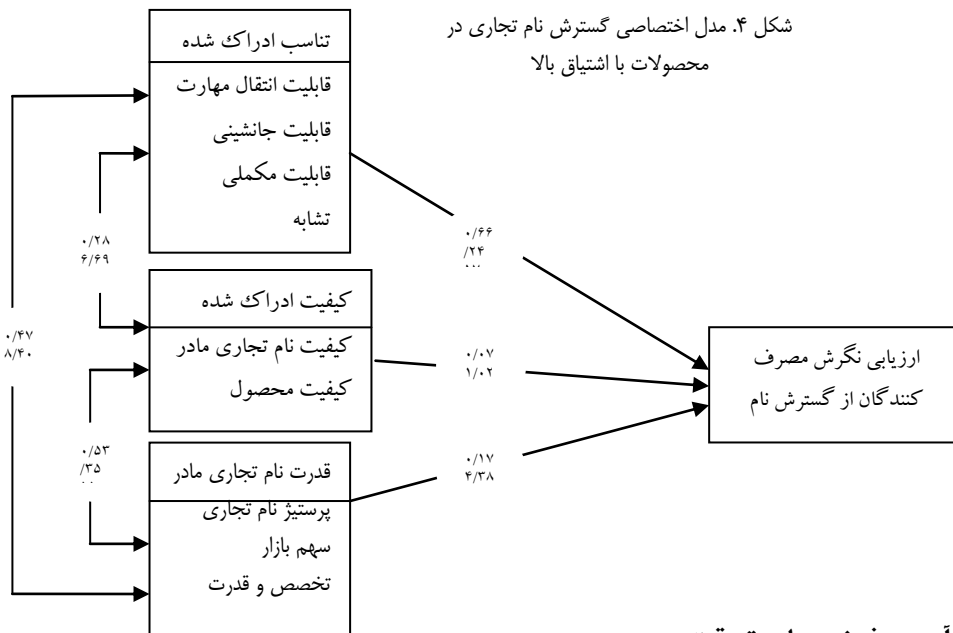 شکل ۴. مدل اختصاصی گسترش نام تجاری در
محصولات با اشتیاق بالا
تناسب ادراک شده
قابلیت انتقال مهارت
قابلیت جانشینی
قابلیت مکملی
تشابه
۰/۶۶
/۲۴
۰/۲۸
۶/۶۹
کیفیت ادراک شده
کیفیت نام تجاری مادر
کیفیت محصول
۰/۰۷
۱/۰۲
ارزیابی نگرش مصرف
کنندگان از گسترش نام
۰/۴۷
۸/۴۰
۰/۵۳
/۳۵
قدرت نام تجاری مادر
پرستیژ نام تجاری
سهم بازار
تخصص و قدرت
۰/۱۷
۴/۳۸